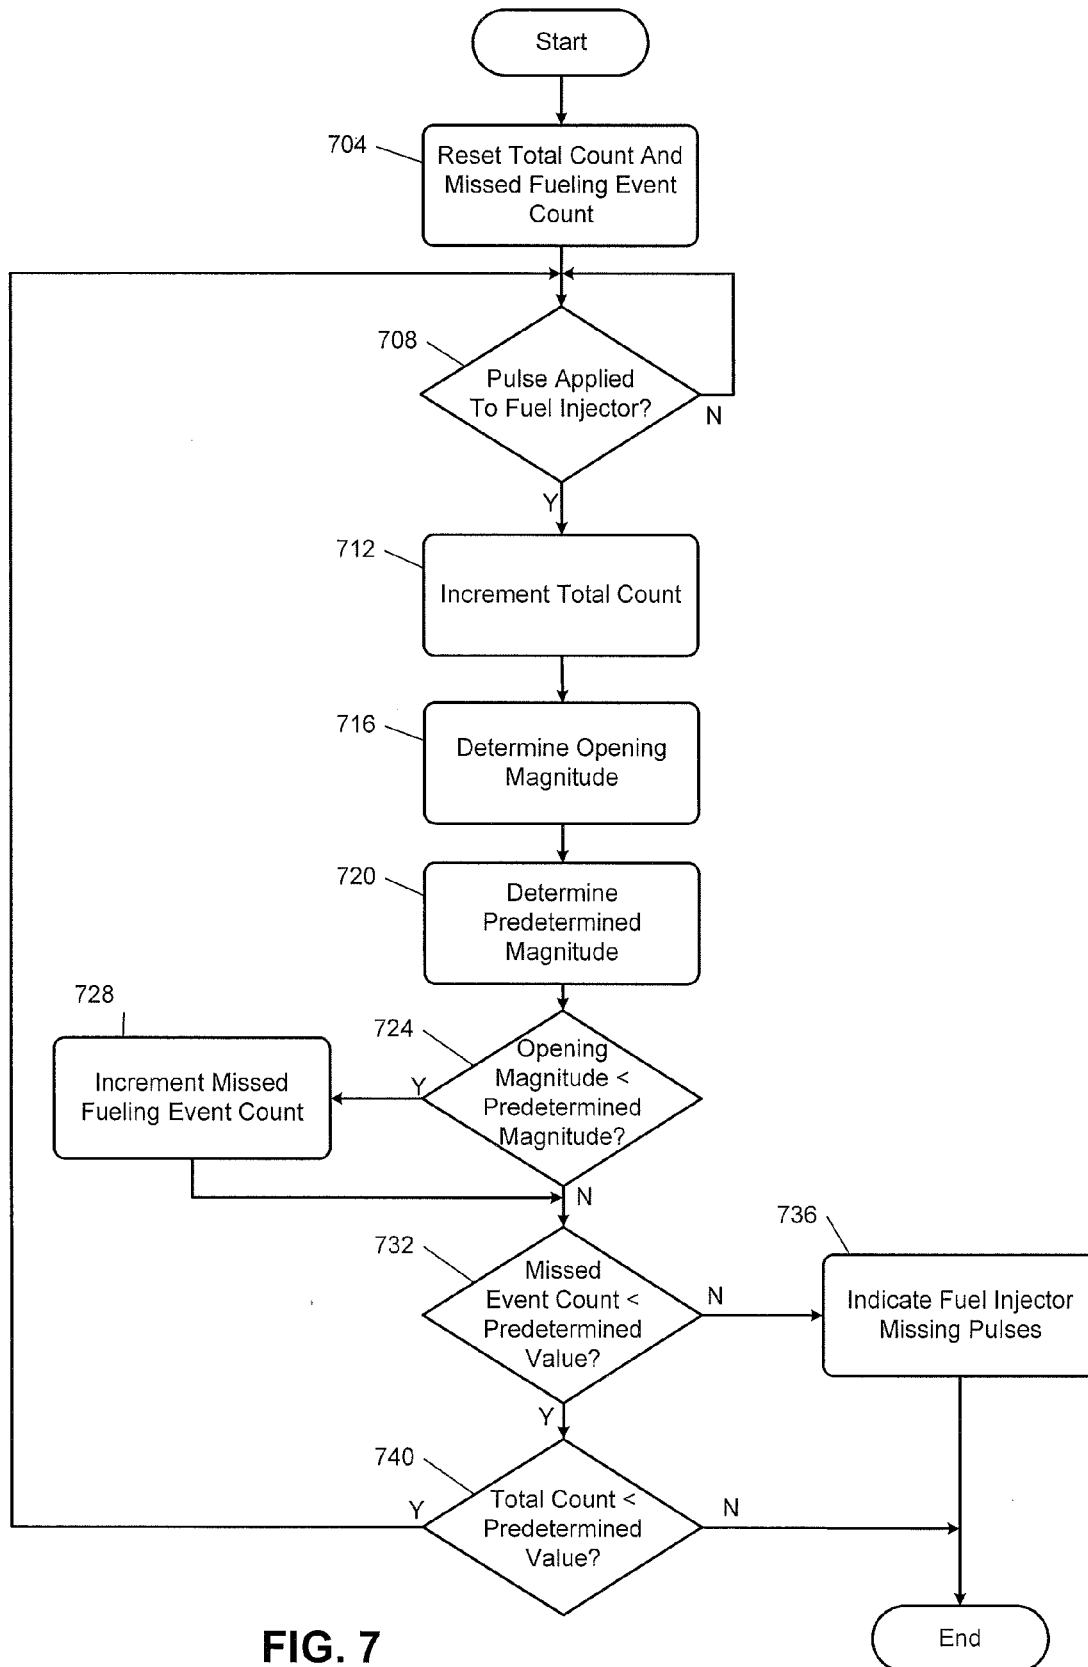 Start
704
Reset Total Count And
Missed Fueling Event
Count
708
Pulse Applied
To Fuel Injector?
N
Y
712
Increment Total Count
716
Determine Opening
Magnitude
720
Determine
Predetermined
Magnitude
728
Increment Missed
Fueling Event Count
724
Opening
Magnitude <
Predetermined
Magnitude?
Y
N
732
Missed
Event Count <
Predetermined
Value?
N
Y
736
Indicate Fuel Injector
Missing Pulses
740
Total Count <
Predetermined
Value?
Y
N
End
FIG. 7